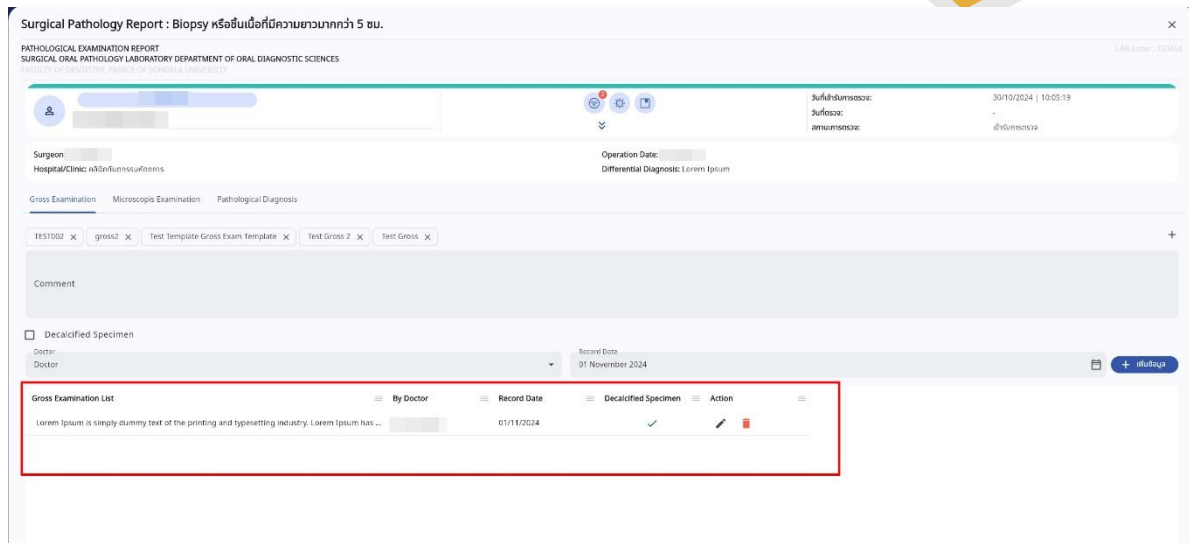 Surgical Pathology Report : Biopsy หรือชิ้นเนื้อที่มีความยาวมากกว่า 5 ซม.
PATHOLOGICAL EXAMINATION REPORT
LAB order : 123456
SURGICAL ORAL PATHOLOGY LABORATORY DEPARTMENT OF ORAL DIAGNOSTIC SCIENCES
FACULTY OF DENTISTRY, PRINCE OF SONGKLA UNIVERSITY
2
วันที่เข้ารับการตรวจ: 30/10/2024 | 10:05:19
วันที่ตรวจ: -
สถานะการตรวจ: เข้ารับการตรวจ
Surgeon: Operation Date:
Hospital/Clinic: คลินิกทันตกรรมหัตถการ Differential Diagnosis: Lorem Ipsum
Gross Examination Microscopis Examination Pathological Diagnosis
TEST002 gross2 Test Template Gross Exam Template Test Gross 2 Test Gross
Comment
Decalcified Specimen
Doctor Record Date
Doctor 01 November 2024 + เพิ่มข้อมูล
Gross Examination List By Doctor Record Date Decalcified Specimen Action
Lorem Ipsum is simply dummy text of the printing and typesetting industry. Lorem Ipsum has ... 01/11/2024